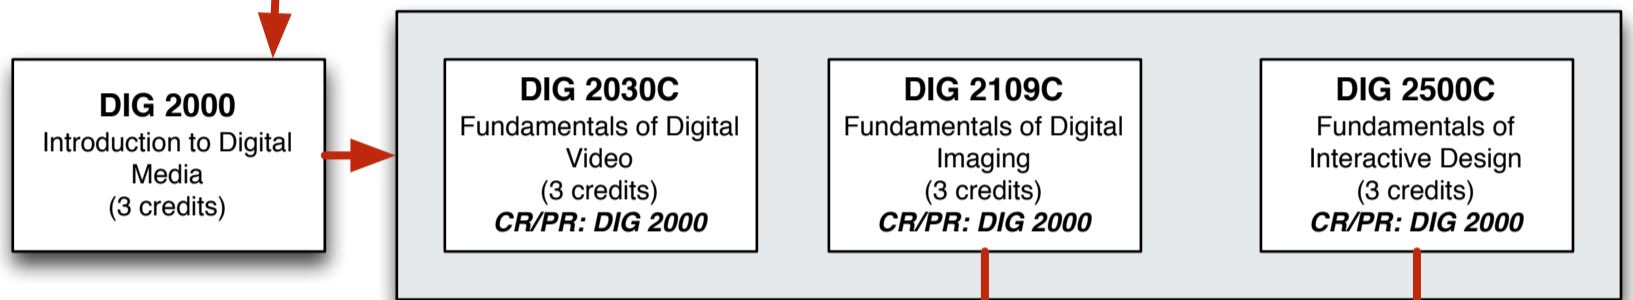 DIG 2000
Introduction to Digital
Media
(3 credits)
DIG 2030C
Fundamentals of Digital
Video
(3 credits)
CR/PR: DIG 2000
DIG 2109C
Fundamentals of Digital
Imaging
(3 credits)
CR/PR: DIG 2000
DIG 2500C
Fundamentals of
Interactive Design
(3 credits)
CR/PR: DIG 2000